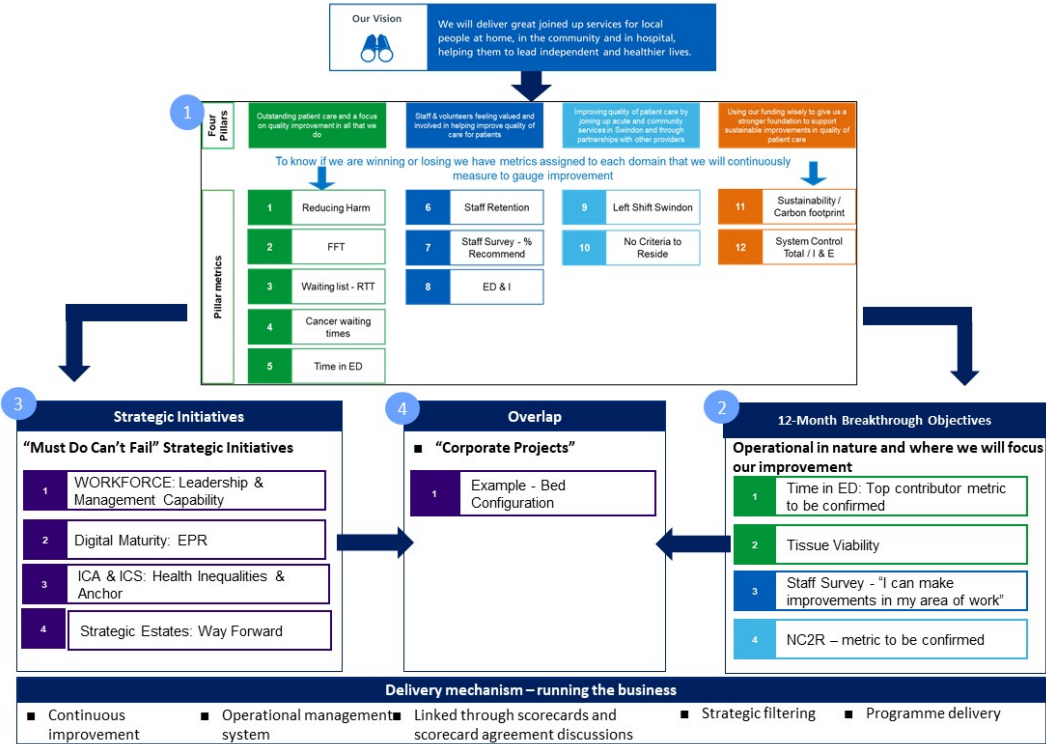 Our Vision
We will deliver great joined up services for local
people at home, in the community and in hospital,
helping them to lead independent and healthier lives.
1
Four
Pillars
Outstanding patient care and a focus
on quality improvement in all that we
do
Staff & volunteers feeling valued and
involved in helping improve quality of
care for patients
Improving quality of patient care by
joining up acute and community
services in Swindon and through
partnerships with other providers
Using our funding wisely to give us a
stronger foundation to support
sustainable improvements in quality of
patient care
To know if we are winning or losing we have metrics assigned to each domain that we will continuously
measure to gauge improvement
Pillar metrics
1
Reducing Harm
2
FFT
3
Waiting list - RTT
4
Cancer waiting
times
5
Time in ED
6
Staff Retention
7
Staff Survey - %
Recommend
8
ED & I
9
Left Shift Swindon
10
No Criteria to
Reside
11
Sustainability /
Carbon footprint
12
System Control
Total / I & E
3
Strategic Initiatives
“Must Do Can’t Fail” Strategic Initiatives
1
WORKFORCE: Leadership &
Management Capability
2
Digital Maturity: EPR
3
ICA & ICS: Health Inequalities &
Anchor
4
Strategic Estates: Way Forward
4
Overlap
■ “Corporate Projects”
1
Example - Bed
Configuration
2
12-Month Breakthrough Objectives
Operational in nature and where we will focus
our improvement
1
Time in ED: Top contributor metric
to be confirmed
2
Tissue Viability
3
Staff Survey - “I can make
improvements in my area of work”
4
NC2R – metric to be confirmed
Delivery mechanism – running the business
■ Continuous
improvement
■ Operational management
system
■ Linked through scorecards and
scorecard agreement discussions
■ Strategic filtering
■ Programme delivery